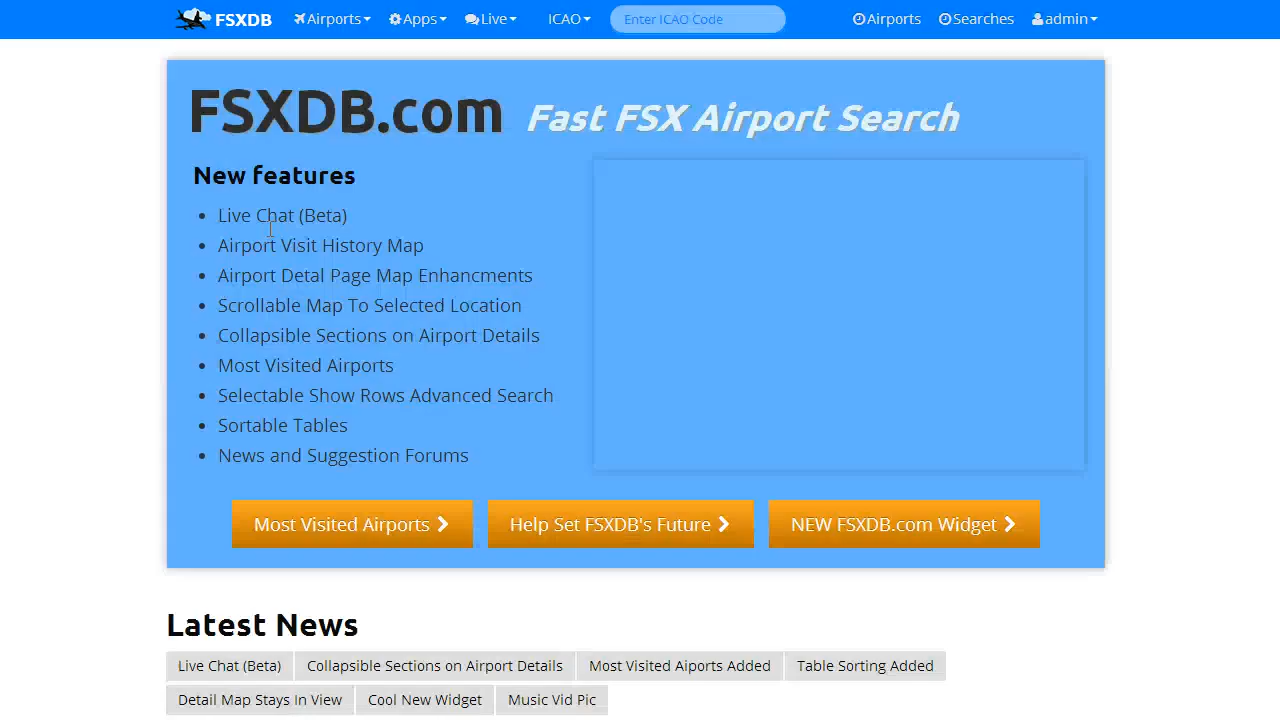 FSXDB Airports Apps Live ICAO Enter ICAO Code Airports Searches admin
FSXDB.com Fast FSX Airport Search
New features
Live Chat (Beta)
Airport Visit History Map
Airport Detal Page Map Enhancments
Scrollable Map To Selected Location
Collapsible Sections on Airport Details
Most Visited Airports
Selectable Show Rows Advanced Search
Sortable Tables
News and Suggestion Forums
Most Visited Airports Help Set FSXDB's Future NEW FSXDB.com Widget
Latest News
Live Chat (Beta) Collapsible Sections on Airport Details Most Visited Aiports Added Table Sorting Added
Detail Map Stays In View Cool New Widget Music Vid Pic